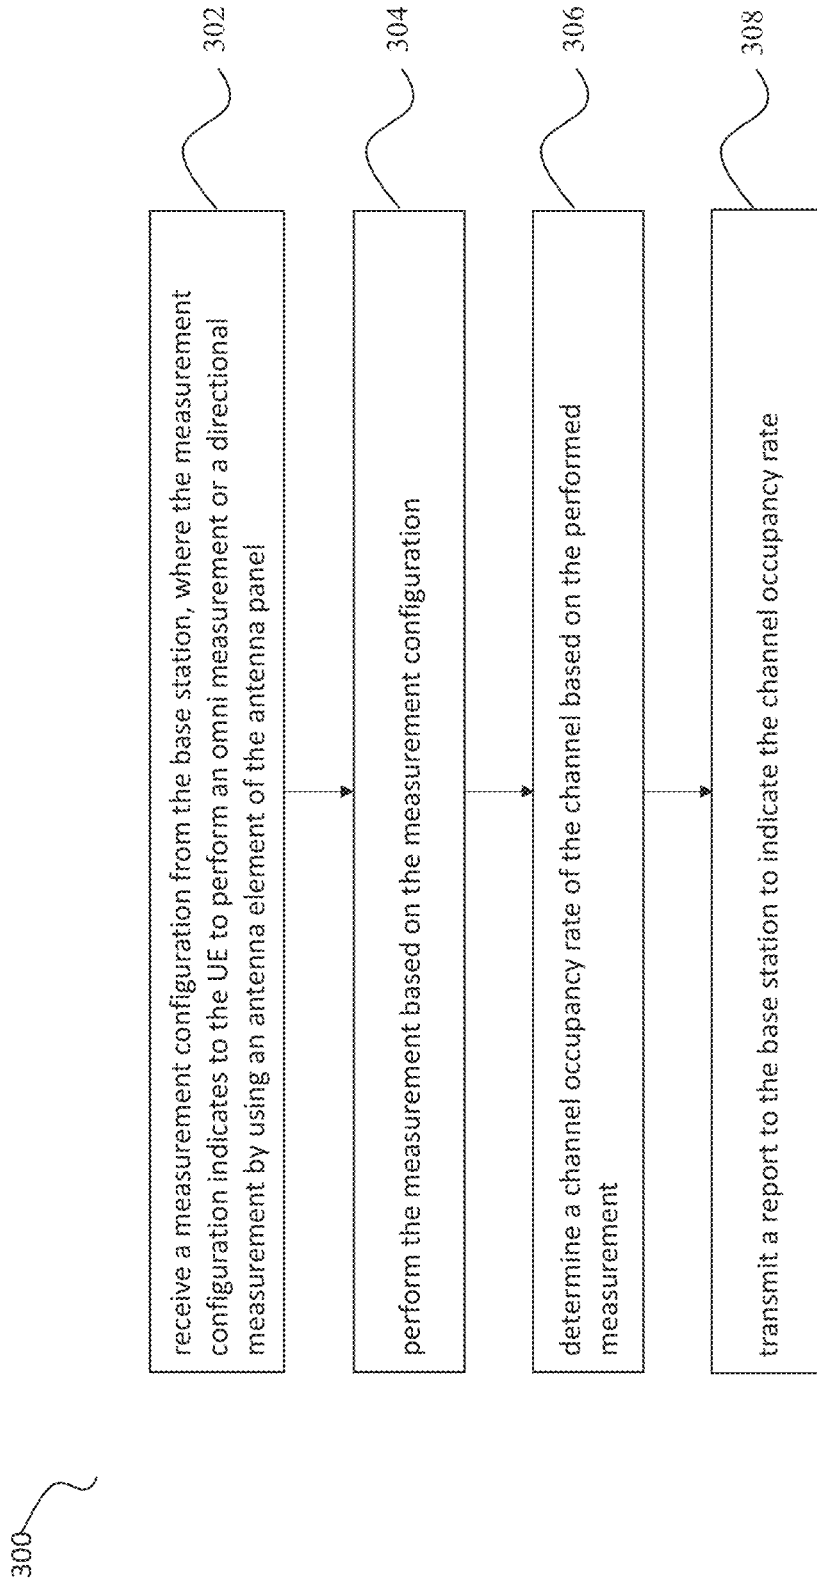 300
302
receive a measurement configuration from the base station, where the measurement
configuration indicates to the UE to perform an omni measurement or a directional
measurement by using an antenna element of the antenna panel
304
perform the measurement based on the measurement configuration
306
determine a channel occupancy rate of the channel based on the performed
measurement
308
transmit a report to the base station to indicate the channel occupancy rate